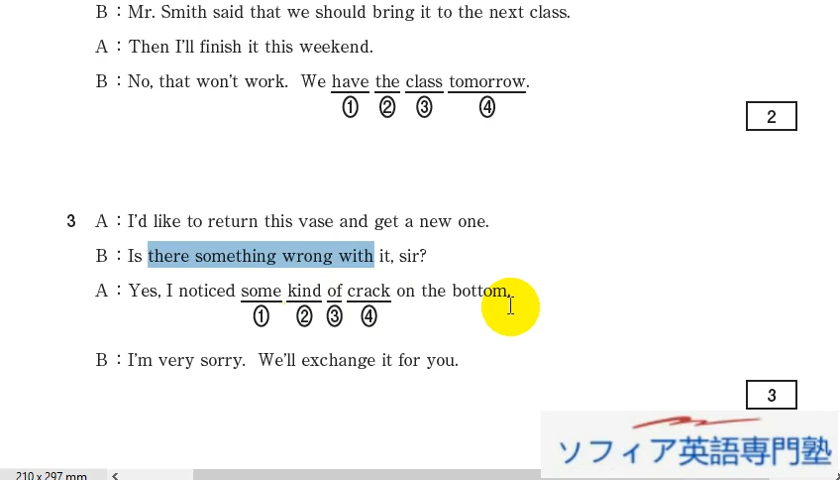 B：Mr. Smith said that we should bring it to the next class.
A：Then I'll finish it this weekend.
B：No, that won't work. We have the class tomorrow.
① ② ③ ④
2
3 A：I'd like to return this vase and get a new one.
B：Is there something wrong with it, sir?
A：Yes, I noticed some kind of crack on the bottom.
① ② ③ ④
B：I'm very sorry. We'll exchange it for you.
3
ソフィア英語専門塾
210 x 297 mm